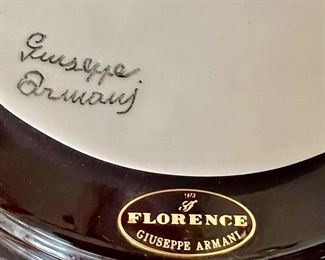 Giuseppe
Armani
1973
FLORENCE
GIUSEPPE ARMANI